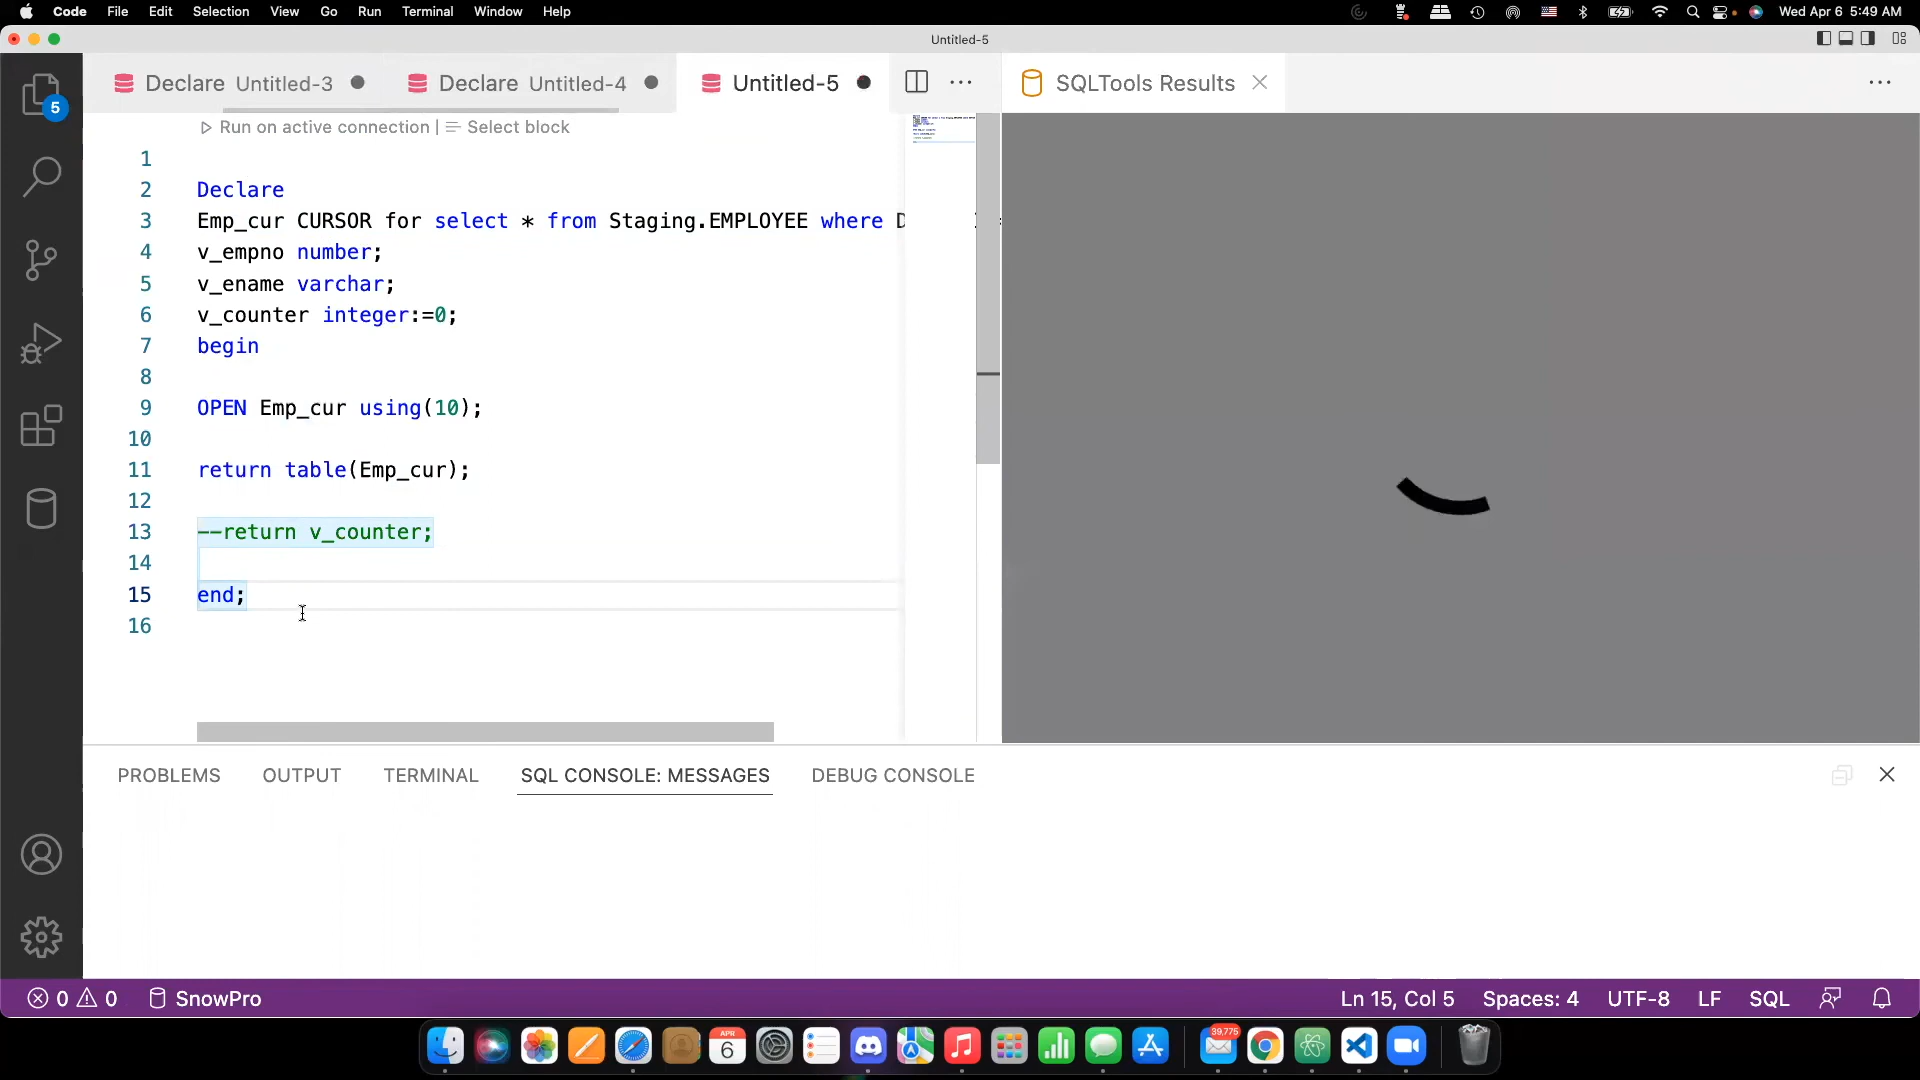 Code File Edit Selection View Go Run Terminal Window Help Wed Apr 6 5:49 AM
Untitled-5
Declare Untitled-3 Declare Untitled-4 Untitled-5 SQLTools Results
5
Run on active connection | Select block
1
2 Declare
3 Emp_cur CURSOR for select * from Staging.EMPLOYEE where
4 v_empno number;
5 v_ename varchar;
6 v_counter integer:=0;
7 begin
8
9 OPEN Emp_cur using(10);
10
11 return table(Emp_cur);
12
13 --return v_counter;
14
15 end;
16
PROBLEMS OUTPUT TERMINAL SQL CONSOLE: MESSAGES DEBUG CONSOLE
0 0 SnowPro Ln 15, Col 5 Spaces: 4 UTF-8 LF SQL
APR 39,775
6